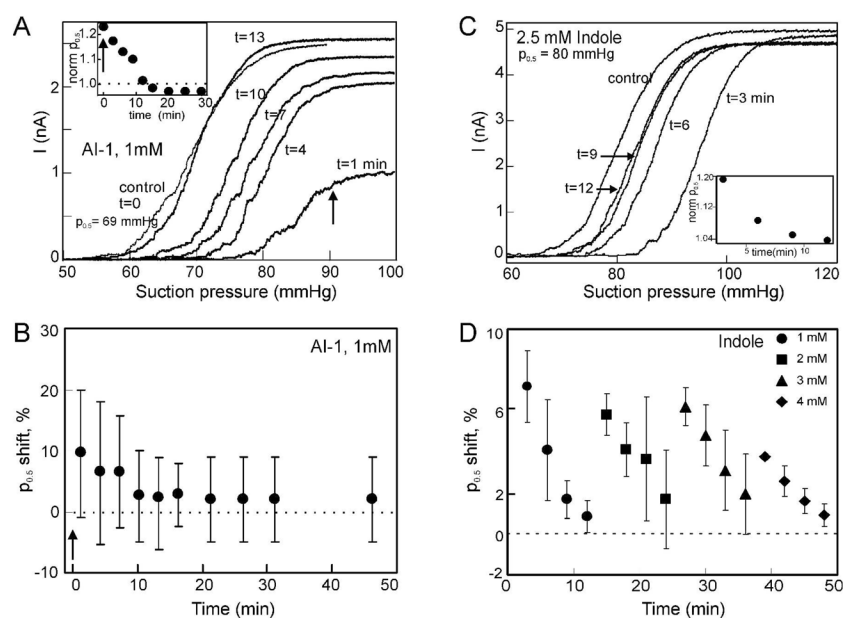 A
norm p0.5
1.2
1.1
1.0
0
10
20
30
time (min)
t=13
t=10
t=7
t=4
t=1 min
AI-1, 1mM
control
t=0
p0.5= 69 mmHg
I (nA)
2
1
0
50
60
70
80
90
100
Suction pressure (mmHg)
C
2.5 mM Indole
p0.5 = 80 mmHg
control
t=3 min
t=6
t=9
t=12
norm p0.5
1.20
1.12
1.04
5
10
time(min)
I (nA)
5
4
3
2
1
0
60
80
100
120
Suction pressure (mmHg)
B
AI-1, 1mM
p0.5 shift, %
30
20
10
0
-10
0
10
20
30
40
50
Time (min)
D
Indole
1 mM
2 mM
3 mM
4 mM
p0.5 shift, %
10
6
2
0
-2
0
10
20
30
40
50
Time (min)